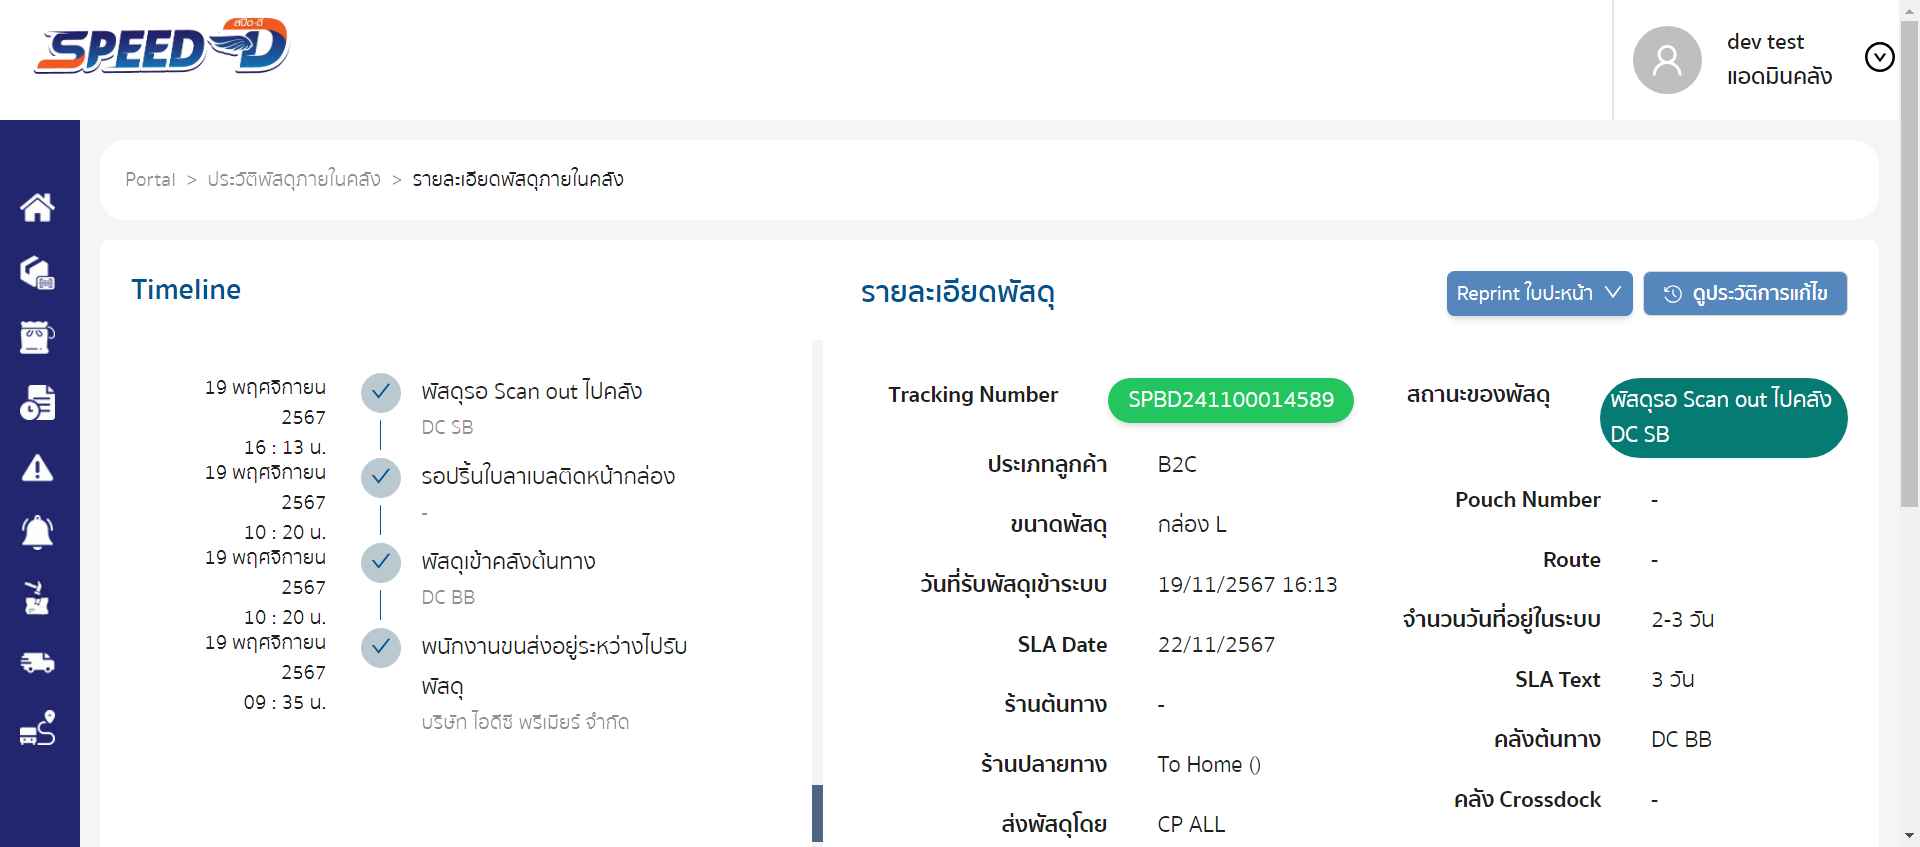 สปีด-ดี
SPEED-D
dev test
แอดมินคลัง
Portal > ประวัติพัสดุภายในคลัง > รายละเอียดพัสดุภายในคลัง
Timeline
19 พฤศจิกายน
2567
16 : 13 น.
พัสดุรอ Scan out ไปคลัง
DC SB
19 พฤศจิกายน
2567
10 : 20 น.
รอปริ้นใบลาเบลติดหน้ากล่อง
-
19 พฤศจิกายน
2567
10 : 20 น.
พัสดุเข้าคลังต้นทาง
DC BB
19 พฤศจิกายน
2567
09 : 35 น.
พนักงานขนส่งอยู่ระหว่างไปรับ
พัสดุ
บริษัท ไอดีซี พรีเมียร์ จำกัด
รายละเอียดพัสดุ
Reprint ใบปะหน้า
ดูประวัติการแก้ไข
Tracking Number SPBD241100014589
ประเภทลูกค้า B2C
ขนาดพัสดุ กล่อง L
วันที่รับพัสดุเข้าระบบ 19/11/2567 16:13
SLA Date 22/11/2567
ร้านต้นทาง -
ร้านปลายทาง To Home ()
ส่งพัสดุโดย CP ALL
สถานะของพัสดุ พัสดุรอ Scan out ไปคลัง
DC SB
Pouch Number -
Route -
จำนวนวันที่อยู่ในระบบ 2-3 วัน
SLA Text 3 วัน
คลังต้นทาง DC BB
คลัง Crossdock -